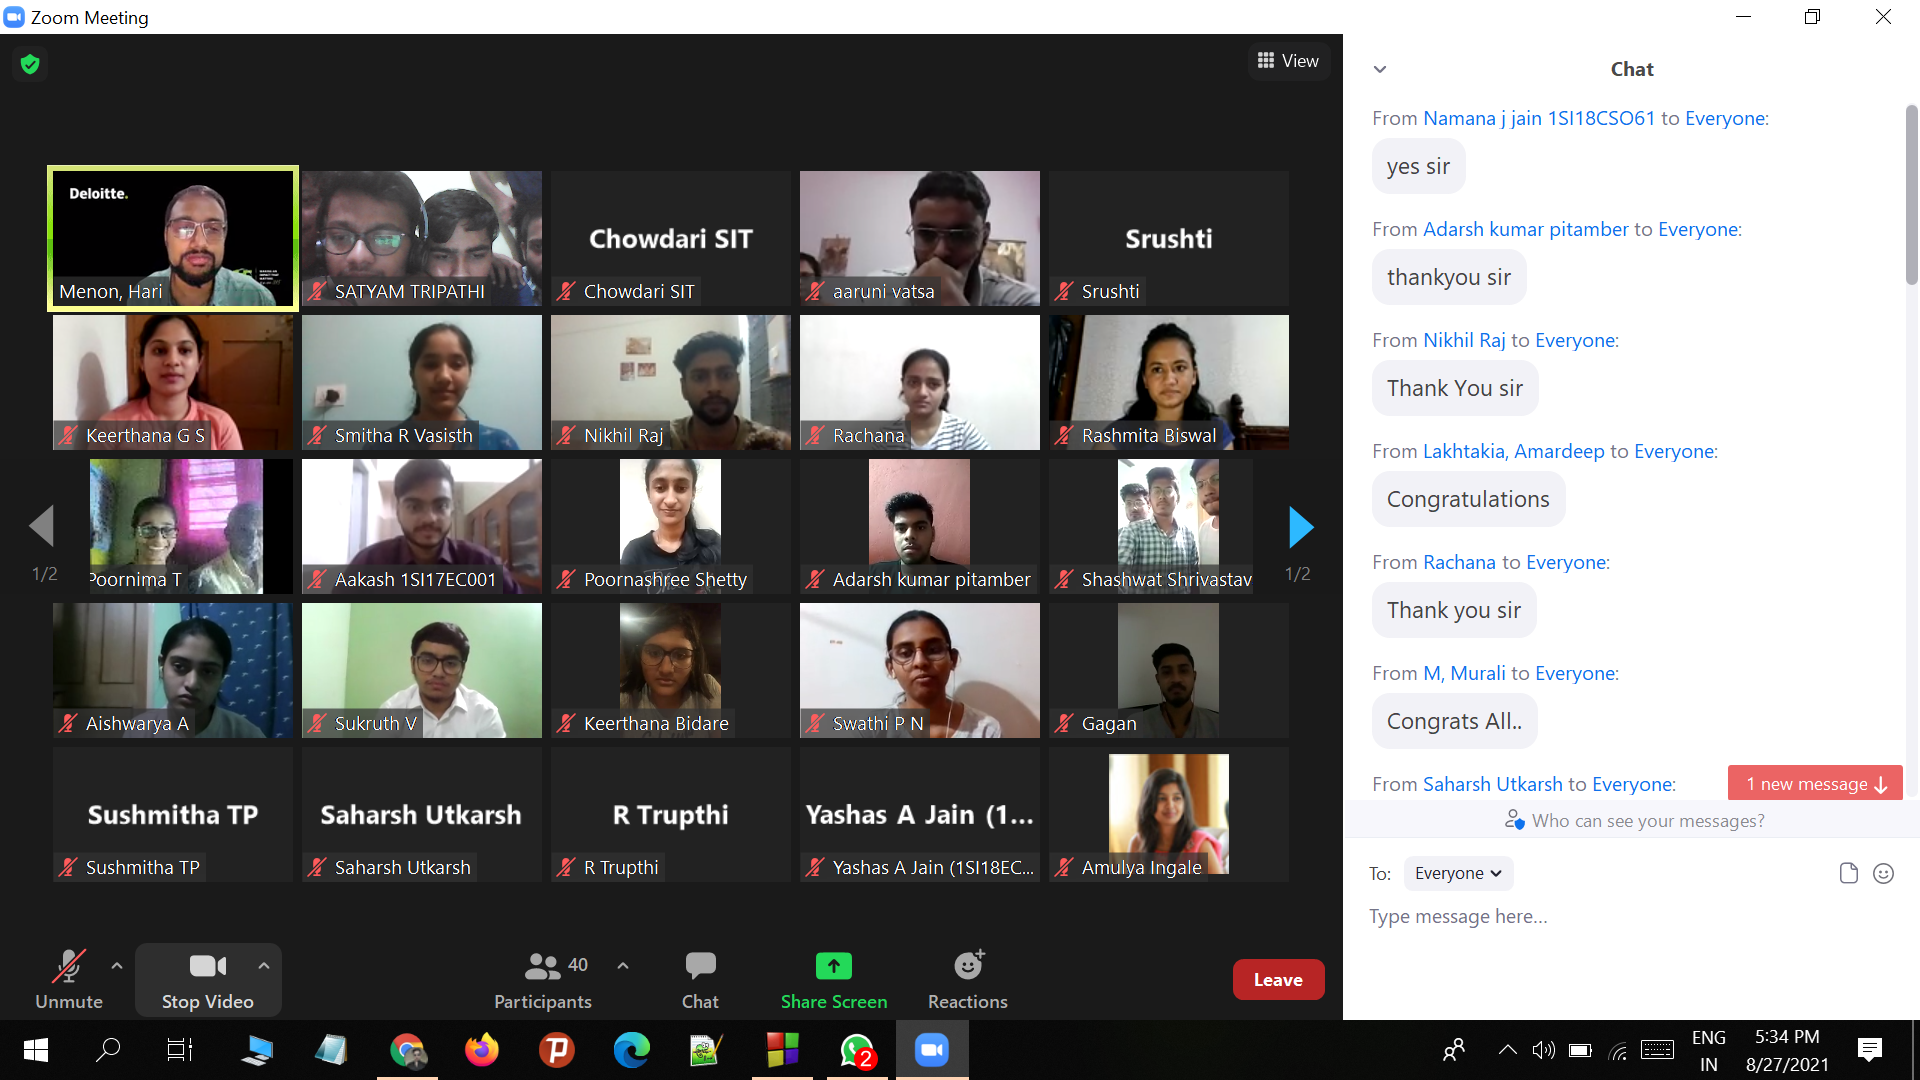 Zoom Meeting
View
Deloitte.
Menon, Hari
SATYAM TRIPATHI
Chowdari SIT
Chowdari SIT
aaruni vatsa
Srushti
Srushti
Keerthana G S
Smitha R Vasisth
Nikhil Raj
Rachana
Rashmita Biswal
1/2
Poornima T
Aakash 1SI17EC001
Poornashree Shetty
Adarsh kumar pitamber
Shashwat Shrivastav
1/2
Aishwarya A
Sukruth V
Keerthana Bidare
Swathi P N
Gagan
Sushmitha TP
Sushmitha TP
Saharsh Utkarsh
Saharsh Utkarsh
R Trupthi
R Trupthi
Yashas A Jain (1...
Yashas A Jain (1SI18EC...
Amulya Ingale
Unmute
Stop Video
40
Participants
Chat
Share Screen
Reactions
Leave
Chat
From Namana j jain 1SI18CSO61 to Everyone:
yes sir
From Adarsh kumar pitamber to Everyone:
thankyou sir
From Nikhil Raj to Everyone:
Thank You sir
From Lakhtakia, Amardeep to Everyone:
Congratulations
From Rachana to Everyone:
Thank you sir
From M, Murali to Everyone:
Congrats All..
From Saharsh Utkarsh to Everyone:
1 new message
Who can see your messages?
To: Everyone
Type message here...
2
ENG
IN
5:34 PM
8/27/2021